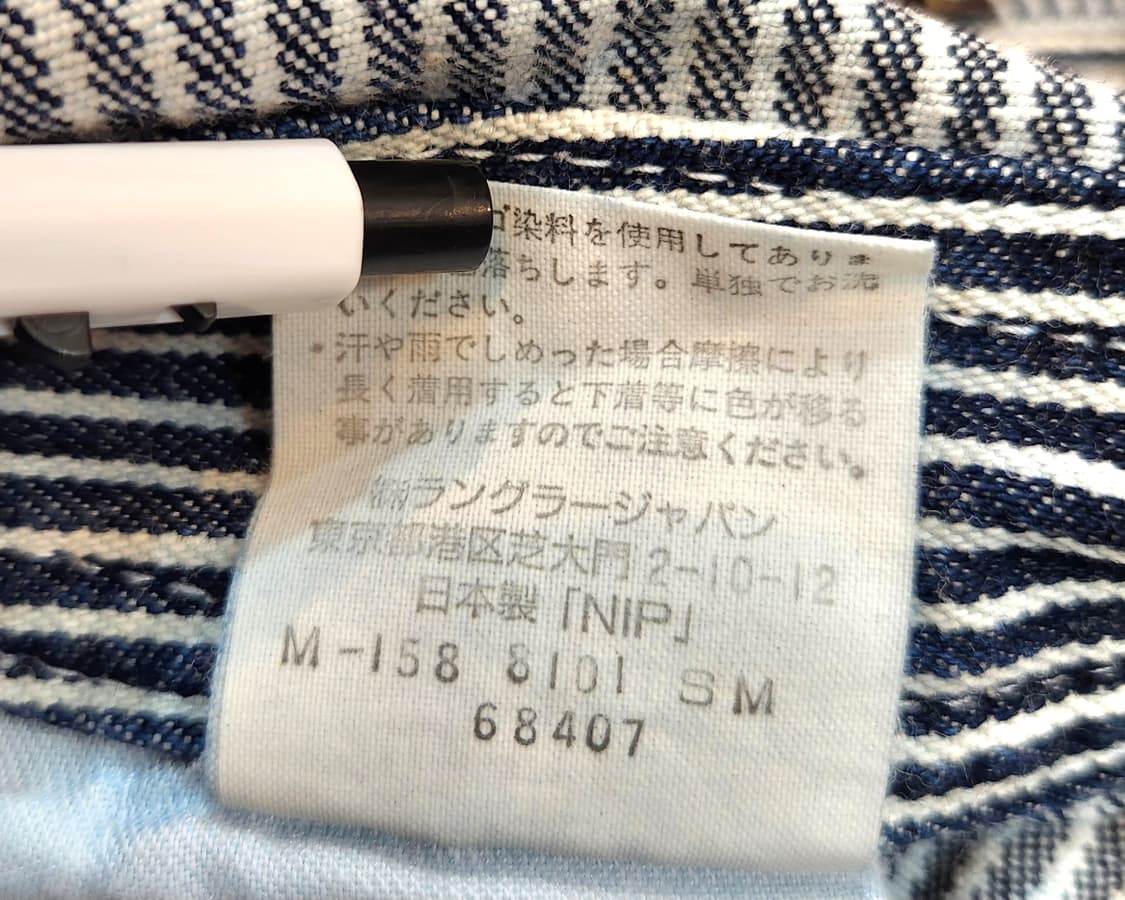 ゴ染料を使用してありま
落ちします。単独でお洗
いください。
・汗や雨でしめった場合摩擦により
長く着用すると下着等に色が移る
事がありますのでご注意ください。
㈱ラングラージャパン
東京都港区芝大門2-10-12
日本製「NIP」
M-158 8101 SM
68407